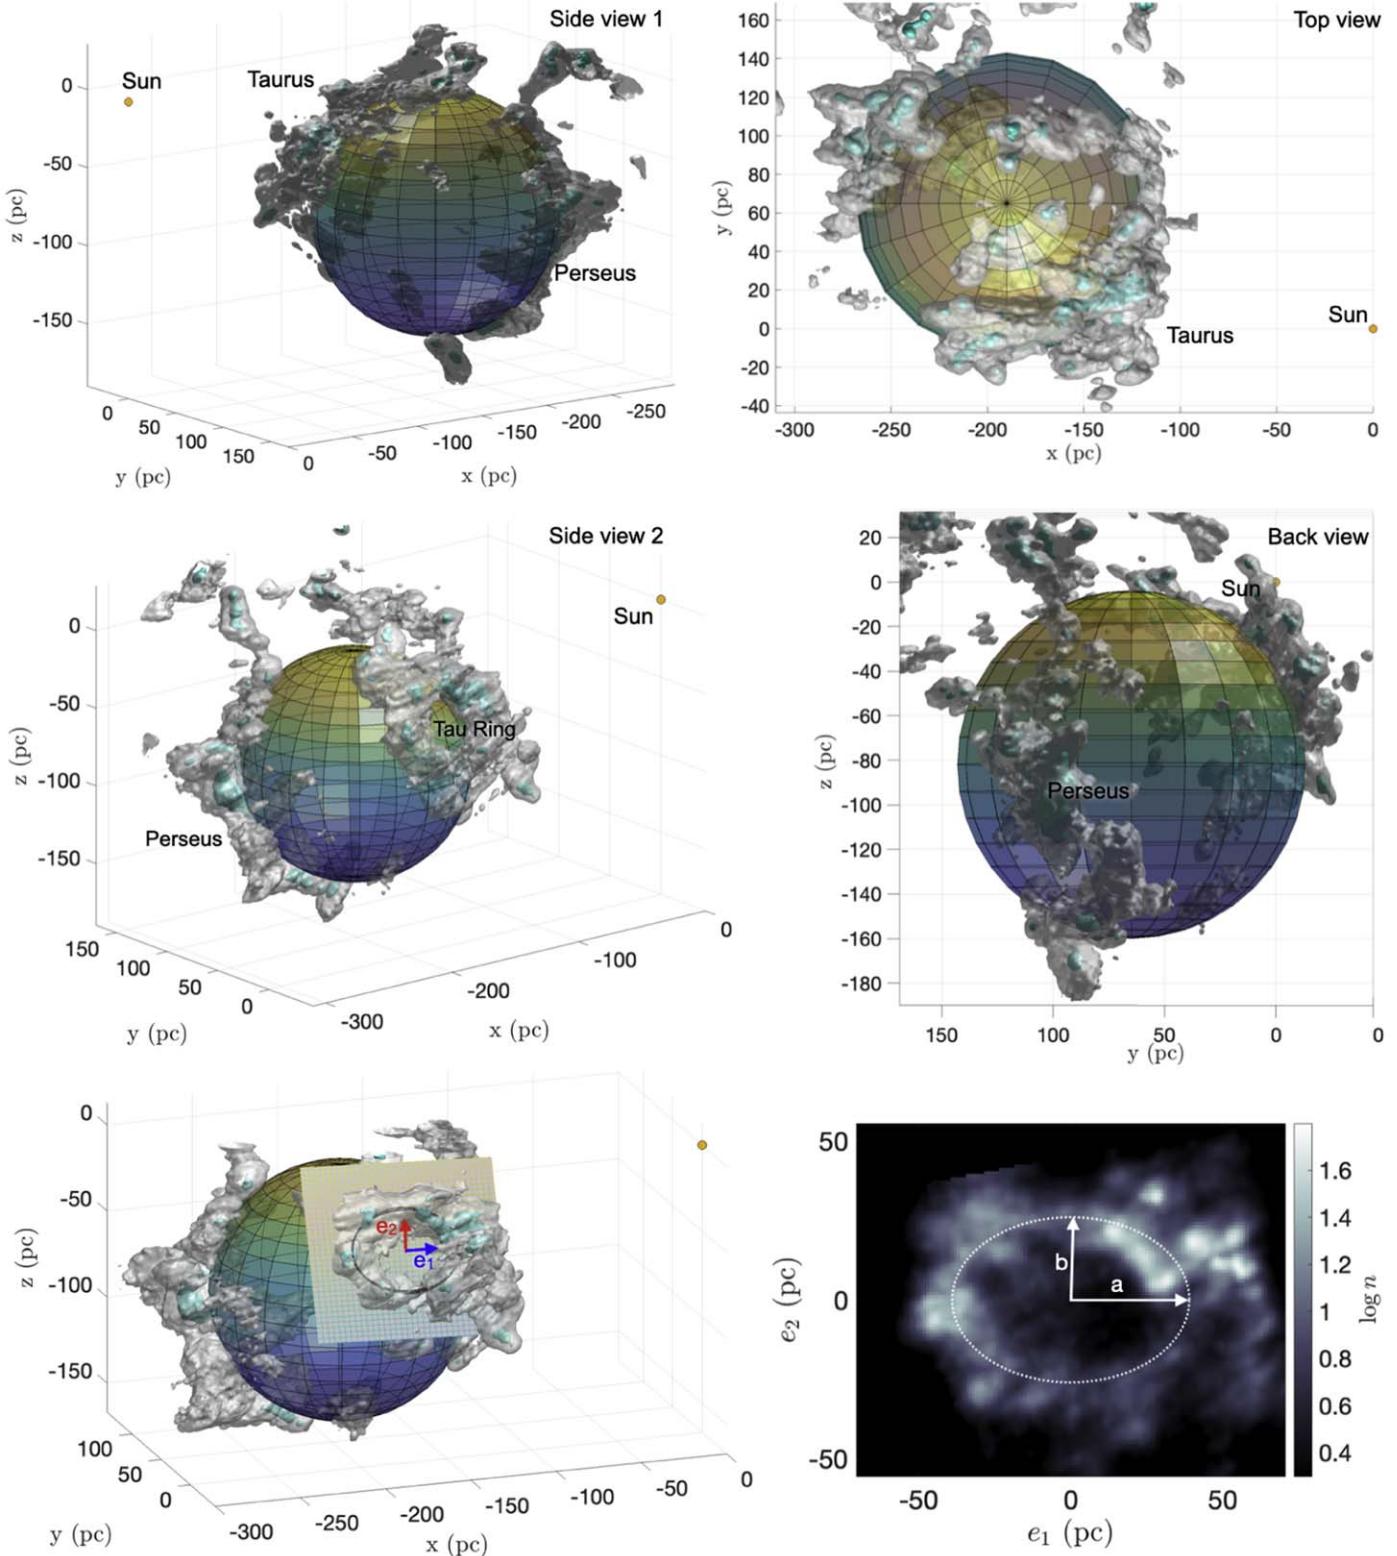 Side view 1
Sun
Taurus
Perseus
0
-50
-100
-150
z (pc)
0
50
100
150
y (pc)
0
-50
-100
-150
-200
-250
x (pc)
Top view
160
140
120
100
80
60
40
20
0
-20
-40
y (pc)
Sun
Taurus
-300
-250
-200
-150
-100
-50
0
x (pc)
Side view 2
Sun
Tau Ring
Perseus
0
-50
-100
-150
z (pc)
150
100
50
0
y (pc)
-300
-200
-100
0
x (pc)
Back view
Sun
Perseus
20
0
-20
-40
-60
-80
-100
-120
-140
-160
-180
z (pc)
150
100
50
0
0
y (pc)
0
-50
-100
-150
z (pc)
e2
e1
100
50
0
y (pc)
-300
-250
-200
-150
-100
-50
0
x (pc)
50
0
-50
e2 (pc)
b
a
-50
0
50
e1 (pc)
1.6
1.4
1.2
1
0.8
0.6
0.4
log n